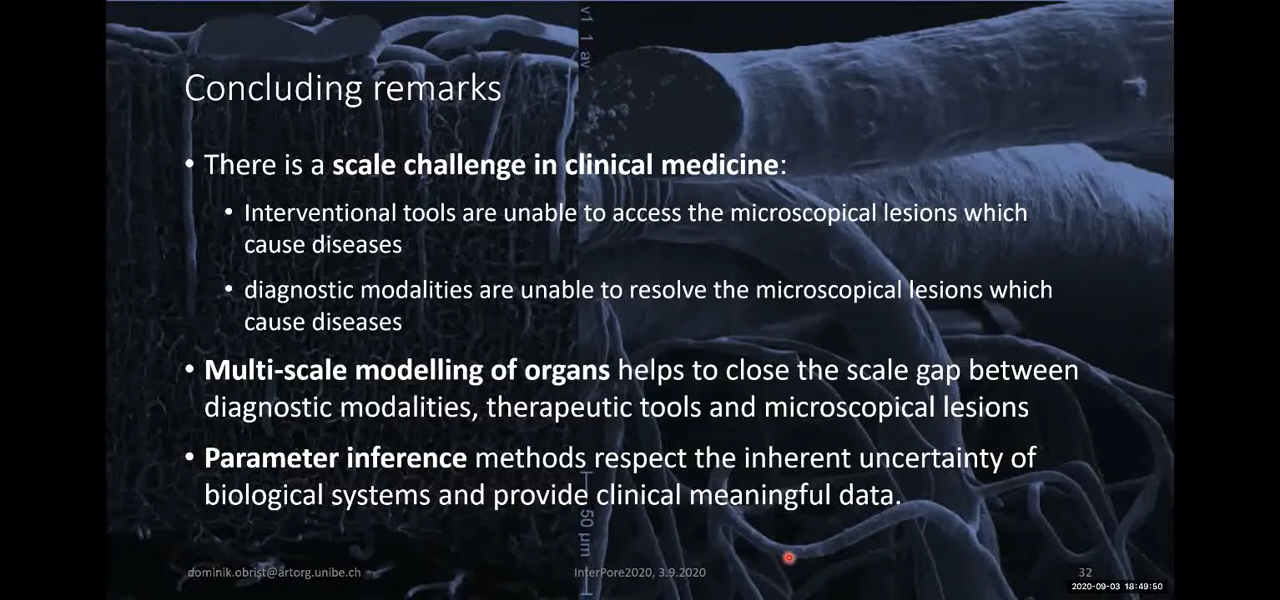 v1 1 av
Concluding remarks
• There is a scale challenge in clinical medicine:
• Interventional tools are unable to access the microscopical lesions which
cause diseases
• diagnostic modalities are unable to resolve the microscopical lesions which
cause diseases
• Multi-scale modelling of organs helps to close the scale gap between
diagnostic modalities, therapeutic tools and microscopical lesions
• Parameter inference methods respect the inherent uncertainty of
biological systems and provide clinical meaningful data.
50 µm
dominik.obrist@artorg.unibe.ch
InterPore2020, 3.9.2020
32
2020-09-03 18:49:50